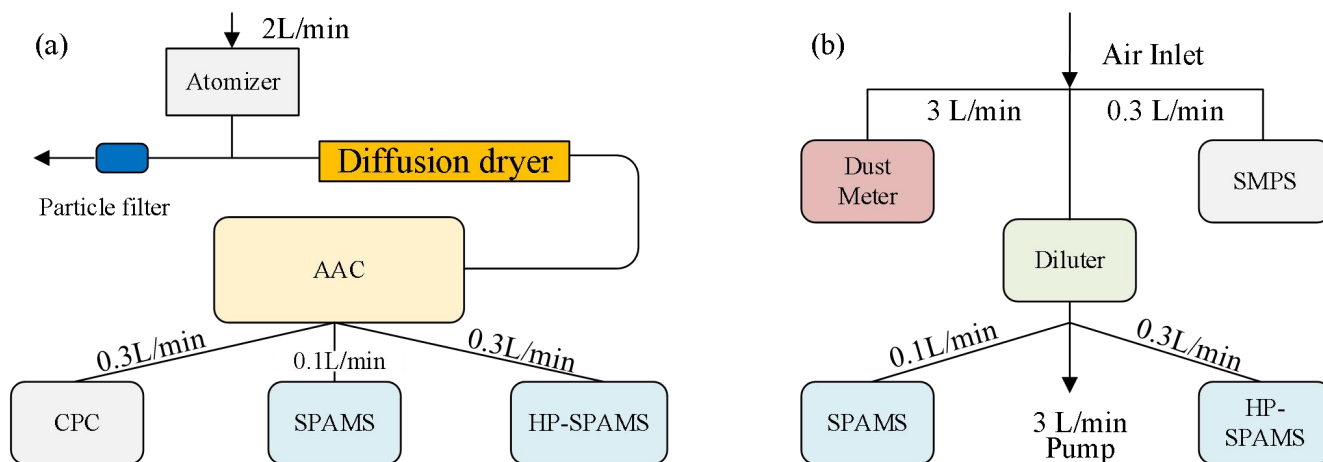 (a)
2L/min
Atomizer
Diffusion dryer
Particle filter
AAC
0.3L/min
0.1L/min
0.3L/min
CPC
SPAMS
HP-SPAMS
(b)
Air Inlet
3 L/min
0.3 L/min
Dust
Meter
SMPS
Diluter
0.1L/min
0.3L/min
SPAMS
3 L/min
Pump
HP-
SPAMS